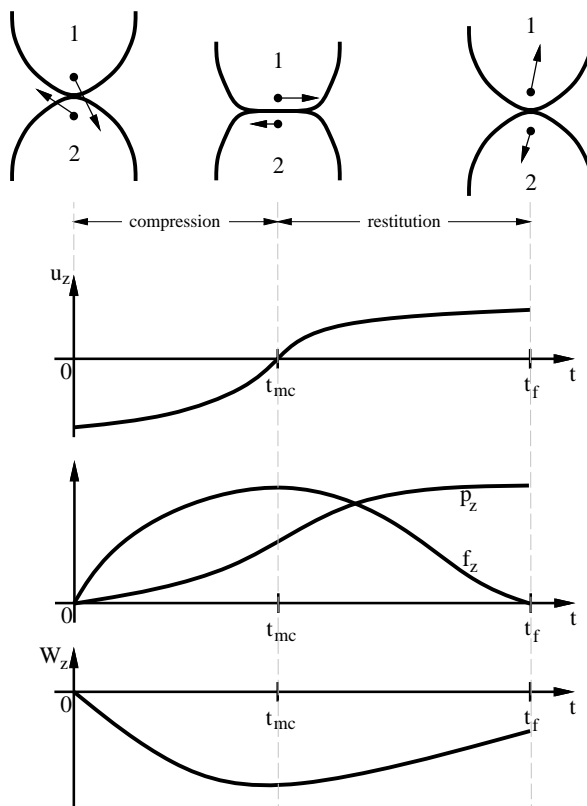 1
2
1
2
1
2
compression
restitution
u_z
0
t_mc
t_f
t
p_z
f_z
0
t_mc
t_f
t
W_z
0
t_mc
t_f
t